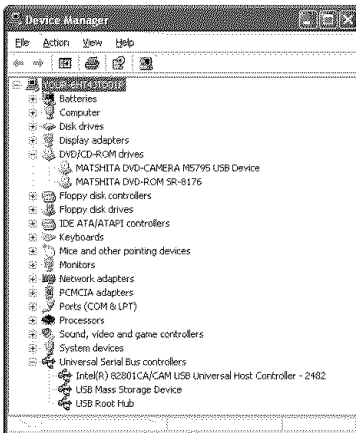 Device Manager
File Action View Help
Batteries
Computer
Disk drives
Display adapters
DVD/CD-ROM drives
MATSHITA DVD-CAMERA M5795 USB Device
MATSHITA DVD-ROM SR-8176
Floppy disk controllers
Floppy disk drives
IDE ATA/ATAPI controllers
Keyboards
Mice and other pointing devices
Monitors
Network adapters
PCMCIA adapters
Ports (COM & LPT)
Processors
Sound, video and game controllers
System devices
Universal Serial Bus controllers
Intel(R) 82801CA/CAM USB Universal Host Controller - 2482
USB Mass Storage Device
USB Root Hub